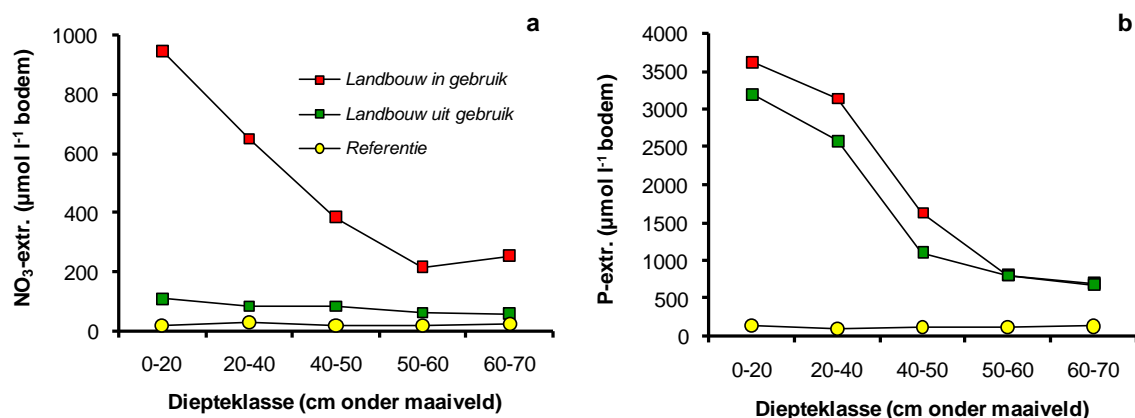 a
NO₃-extr. (µmol l⁻¹ bodem)
1000
800
600
400
200
0
Landbouw in gebruik
Landbouw uit gebruik
Referentie
0-20 20-40 40-50 50-60 60-70
Diepteklasse (cm onder maaiveld)
b
P-extr. (µmol l⁻¹ bodem)
4000
3500
3000
2500
2000
1500
1000
500
0
0-20 20-40 40-50 50-60 60-70
Diepteklasse (cm onder maaiveld)